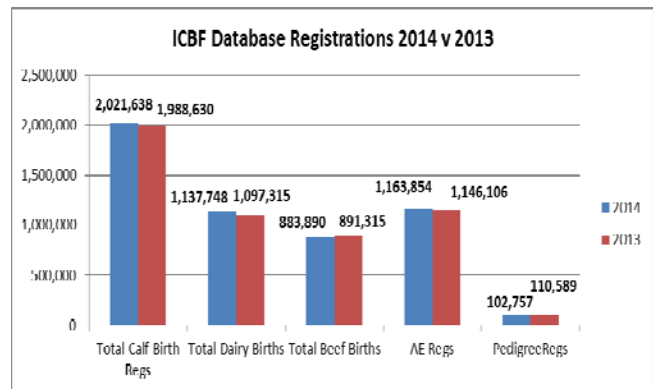 ICBF Database Registrations 2014 v 2013
2,500,000
2,021,638 1,988,630
2,000,000
1,500,000
1,137,748 1,097,315 1,163,854 1,146,106
1,000,000
883,890 891,315
2014
2013
500,000
102,757 110,589
0
Total Calf Birth Total Dairy Births Total Beef Births AE Regs PedigreeRegs
Regs